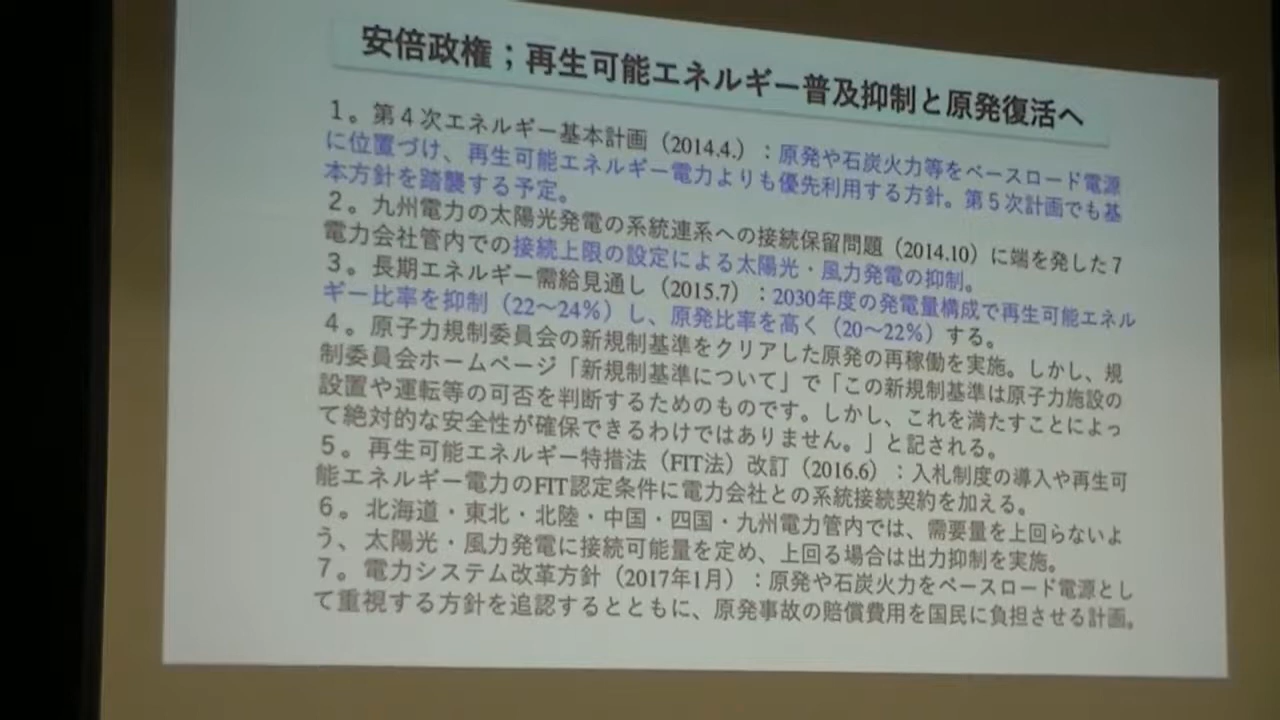 安倍政権；再生可能エネルギー普及抑制と原発復活へ
１。第４次エネルギー基本計画（2014.4.）：原発や石炭火力等をベースロード電源
に位置づけ、再生可能エネルギー電力よりも優先利用する方針。第５次計画でも基
本方針を踏襲する予定。
２。九州電力の太陽光発電の系統連系への接続保留問題（2014.10）に端を発した７
電力会社管内での接続上限の設定による太陽光・風力発電の抑制。
３。長期エネルギー需給見通し（2015.7）：2030年度の発電量構成で再生可能エネル
ギー比率を抑制（22～24%）し、原発比率を高く（20～22%）する。
４。原子力規制委員会の新規制基準をクリアした原発の再稼働を実施。しかし、規
制委員会ホームページ「新規制基準について」で「この新規制基準は原子力施設の
設置や運転等の可否を判断するためのものです。しかし、これを満たすことによっ
て絶対的な安全性が確保できるわけではありません。」と記される。
５。再生可能エネルギー特措法（FIT法）改訂（2016.6）：入札制度の導入や再生可
能エネルギー電力のFIT認定条件に電力会社との系統接続契約を加える。
６。北海道・東北・北陸・中国・四国・九州電力管内では、需要量を上回らないよ
う、太陽光・風力発電に接続可能量を定め、上回る場合は出力抑制を実施。
７。電力システム改革方針（2017年1月）：原発や石炭火力をベースロード電源とし
て重視する方針を追認するとともに、原発事故の賠償費用を国民に負担させる計画。